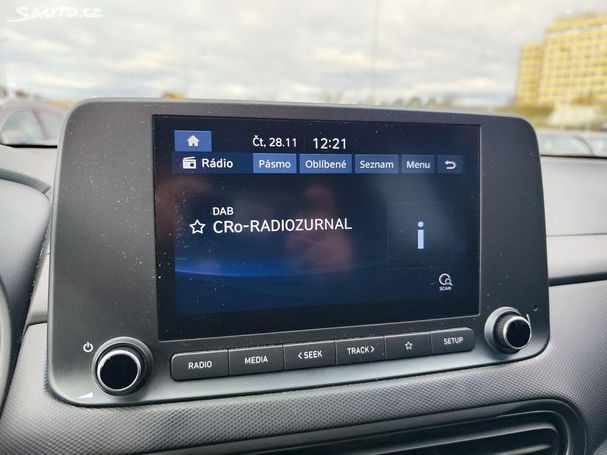 SAUTO.CZ
Čt, 28.11 12:21
Rádio Pásmo Oblíbené Seznam Menu
DAB
CRo-RADIOZURNAL
i
SCAN
RADIO MEDIA < SEEK TRACK > SETUP